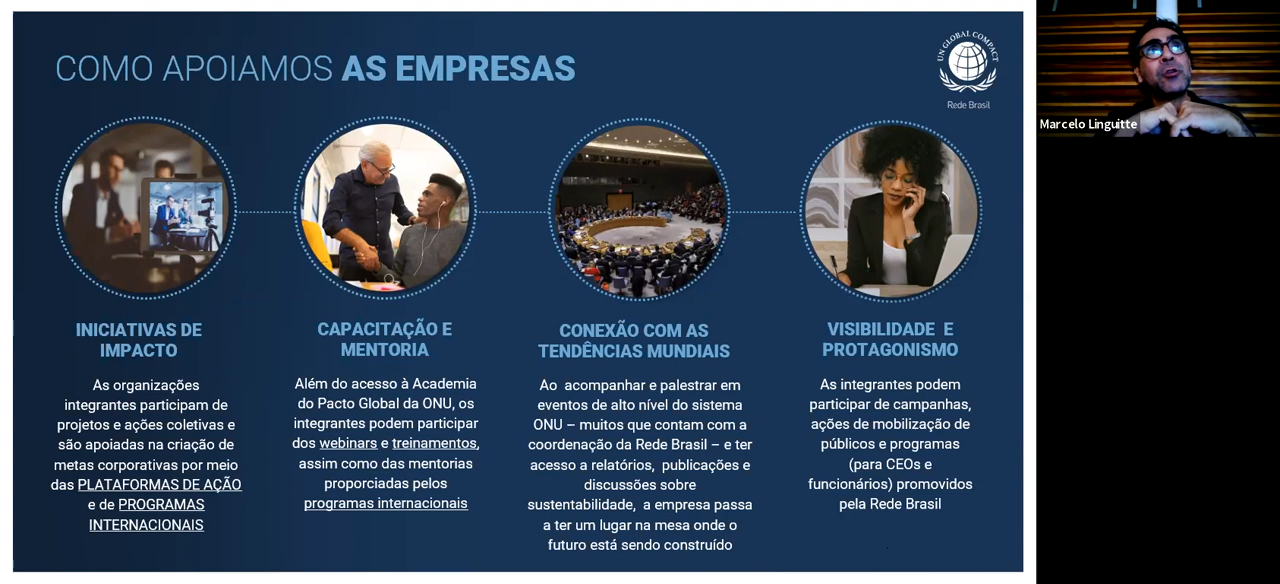 COMO APOIAMOS AS EMPRESAS
UN GLOBAL COMPACT
Rede Brasil
Marcelo Linguitte
INICIATIVAS DE
IMPACTO
As organizações
integrantes participam de
projetos e ações coletivas e
são apoiadas na criação de
metas corporativas por meio
das PLATAFORMAS DE AÇÃO
e de PROGRAMAS
INTERNACIONAIS
CAPACITAÇÃO E
MENTORIA
Além do acesso à Academia
do Pacto Global da ONU, os
integrantes podem participar
dos webinars e treinamentos,
assim como das mentorias
proporciadas pelos
programas internacionais
CONEXÃO COM AS
TENDÊNCIAS MUNDIAIS
Ao acompanhar e palestrar em
eventos de alto nível do sistema
ONU – muitos que contam com a
coordenação da Rede Brasil – e ter
acesso a relatórios, publicações e
discussões sobre
sustentabilidade, a empresa passa
a ter um lugar na mesa onde o
futuro está sendo construído
VISIBILIDADE E
PROTAGONISMO
As integrantes podem
participar de campanhas,
ações de mobilização de
públicos e programas
(para CEOs e
funcionários) promovidos
pela Rede Brasil